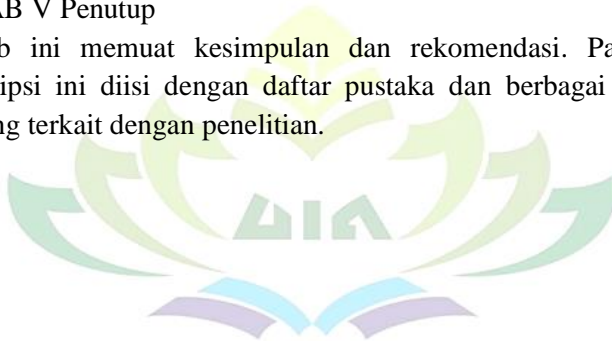 AB V Penutup
b ini memuat kesimpulan dan rekomendasi. Pa
ipsi ini diisi dengan daftar pustaka dan berbagai
ng terkait dengan penelitian.
UIN